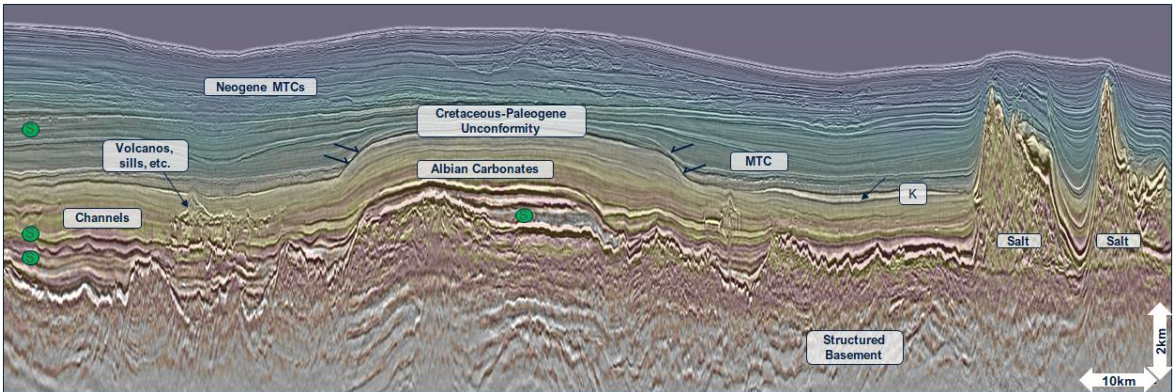 Neogene MTCs
Cretaceous-Paleogene
Unconformity
S
Volcanos,
sills, etc.
MTC
Albian Carbonates
K
Channels
S
S
Salt
Salt
S
Structured
Basement
2km
10km